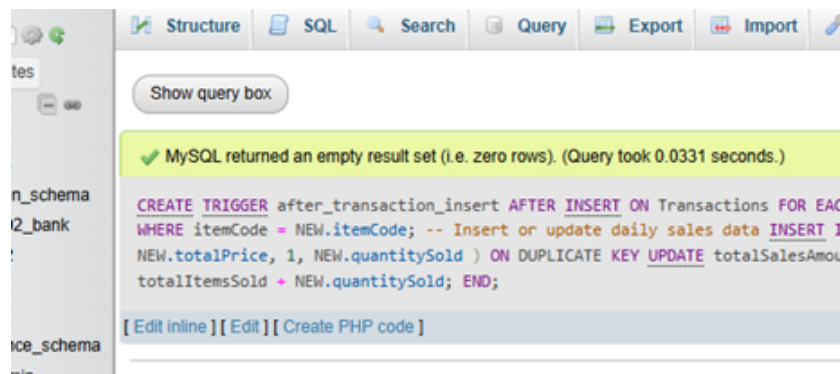 Structure SQL Search Query Export Import
tes
Show query box
MySQL returned an empty result set (i.e. zero rows). (Query took 0.0331 seconds.)
n_schema
02_bank
CREATE TRIGGER after_transaction_insert AFTER INSERT ON Transactions FOR EAC
WHERE itemCode = NEW.itemCode; -- Insert or update daily sales data INSERT I
NEW.totalPrice, 1, NEW.quantitySold ) ON DUPLICATE KEY UPDATE totalSalesAmou
totalItemsSold + NEW.quantitySold; END;
[ Edit inline ] [ Edit ] [ Create PHP code ]
nce_schema